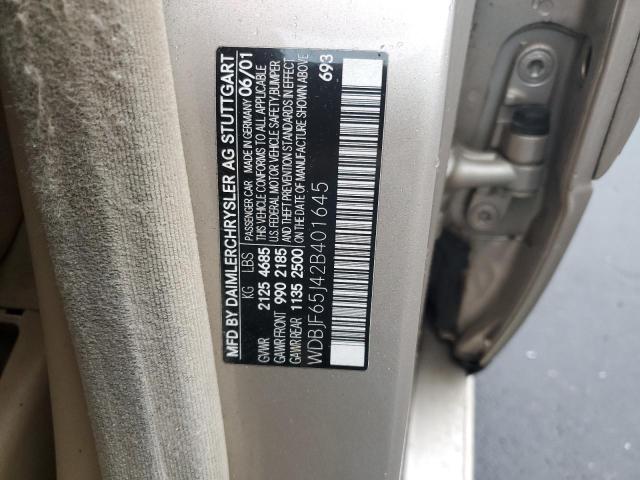 MFD BY DAIMLERCHRYSLER AG STUTTGART
PASSENGER CAR MADE IN GERMANY 06/01
KG LBS THIS VEHICLE CONFORMS TO ALL APPLICABLE
GVWR 2125 4685 U.S. FEDERAL MOTOR VEHICLE SAFETY BUMPER
GAWR FRONT 990 2185 AND THEFT PREVENTION STANDARDS IN EFFECT
GAWR REAR 1135 2500 ON THE DATE OF MANUFACTURE SHOWN ABOVE
WDBJF65J42B401645 693